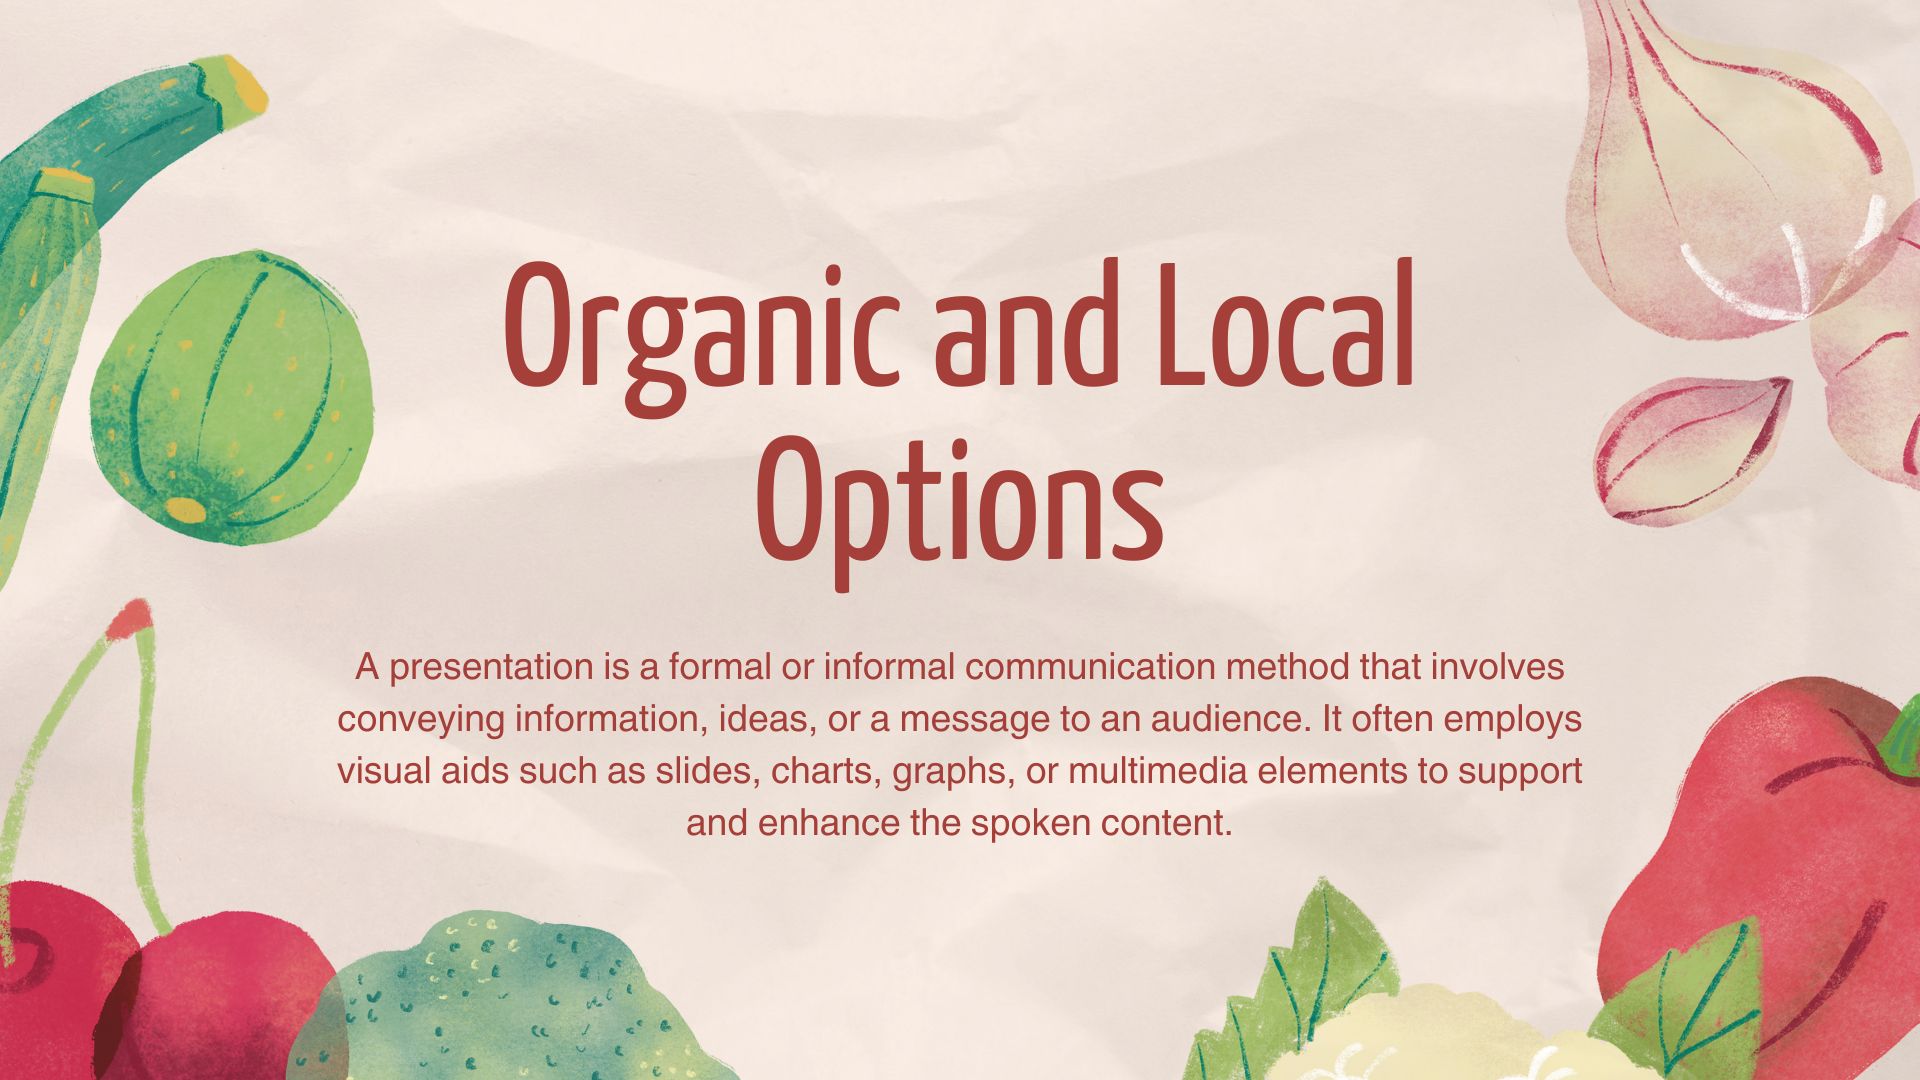 Organic and Local
Options
A presentation is a formal or informal communication method that involves
conveying information, ideas, or a message to an audience. It often employs
visual aids such as slides, charts, graphs, or multimedia elements to support
and enhance the spoken content.